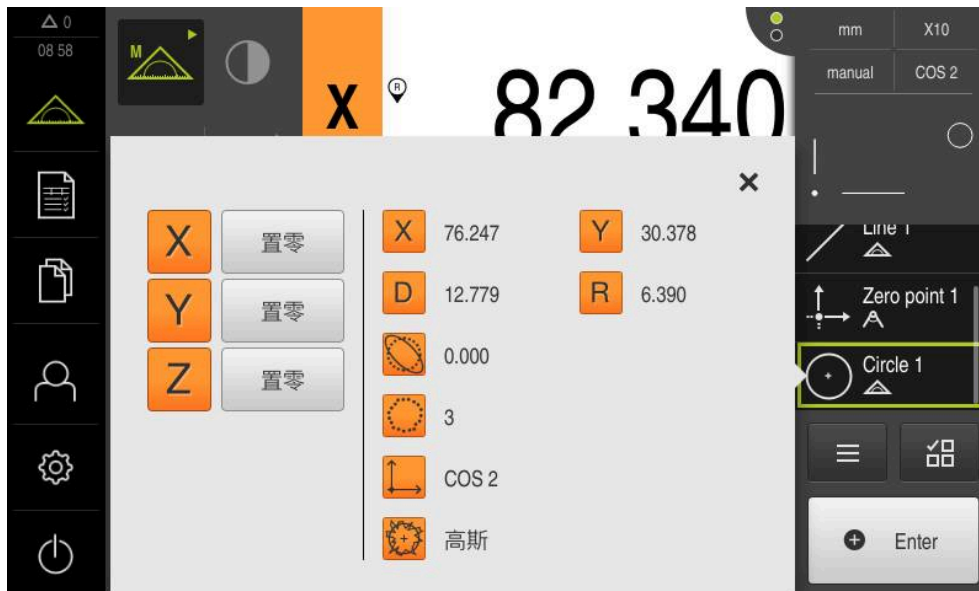 0
08 58
M
X
R
82.340
mm
X10
manual
COS 2
X 置零
Y 置零
Z 置零
X 76.247
Y 30.378
D 12.779
R 6.390
0.000
3
COS 2
高斯
Line 1
Zero point 1
Circle 1
Enter